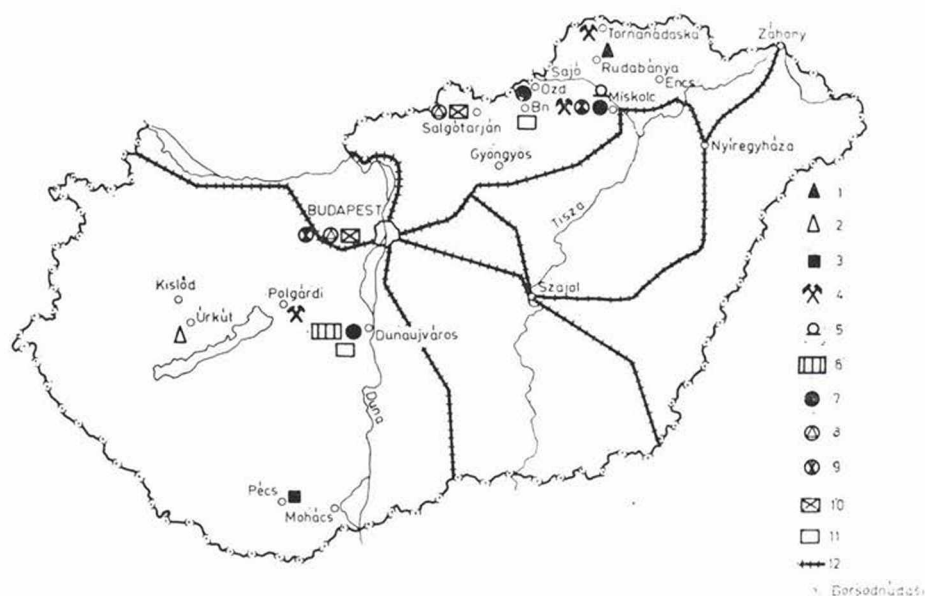 Tornanádaska
Záhony
Rudabánya
Sajó
Encs
Ózd
Bn
Miskolc
Salgótarján
Nyíregyháza
Gyöngyös
Tisza
BUDAPEST
Szajol
Kislőd
Polgárdi
Úrkút
Dunaujváros
Duna
Pécs
Mohács
1
2
3
4
5
6
7
8
9
10
11
12